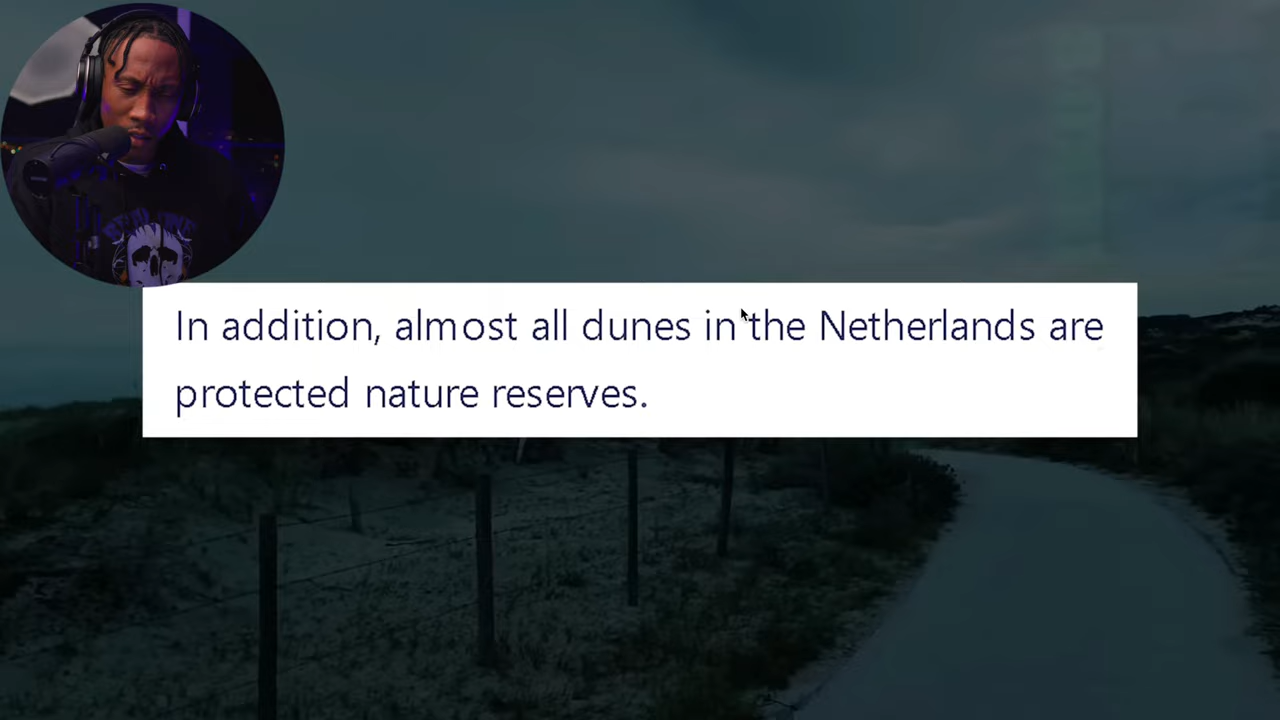 In addition, almost all dunes in the Netherlands are
protected nature reserves.